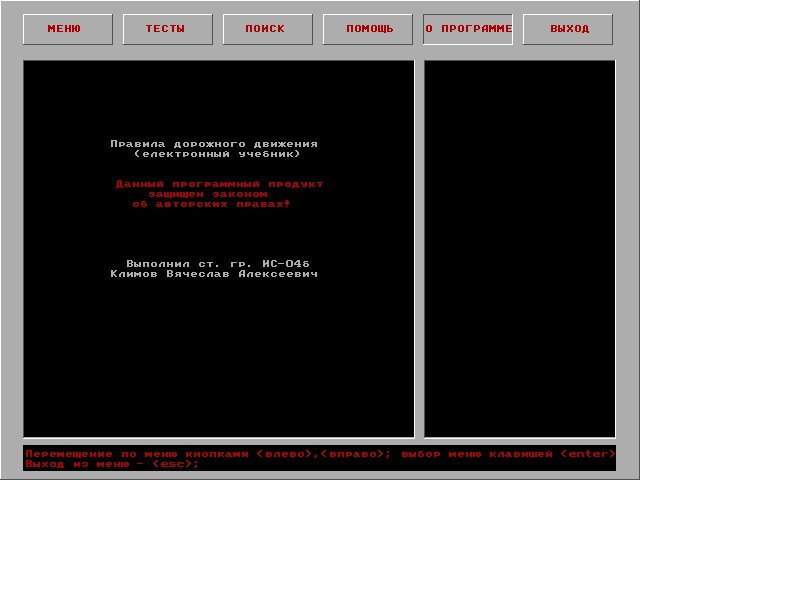 МЕНЮ ТЕСТЫ ПОИСК ПОМОЩЬ О ПРОГРАММЕ ВЫХОД
Правила дорожного движения
(електронный учебник)
Данный программный продукт
защищен законом
об авторских правах!
Выполнил ст. гр. ИС-04б
Климов Вячеслав Алексеевич
Перемещение по меню кнопками <влево>,<вправо>; выбор меню клавишей <enter>
Выход из меню - <esc>;